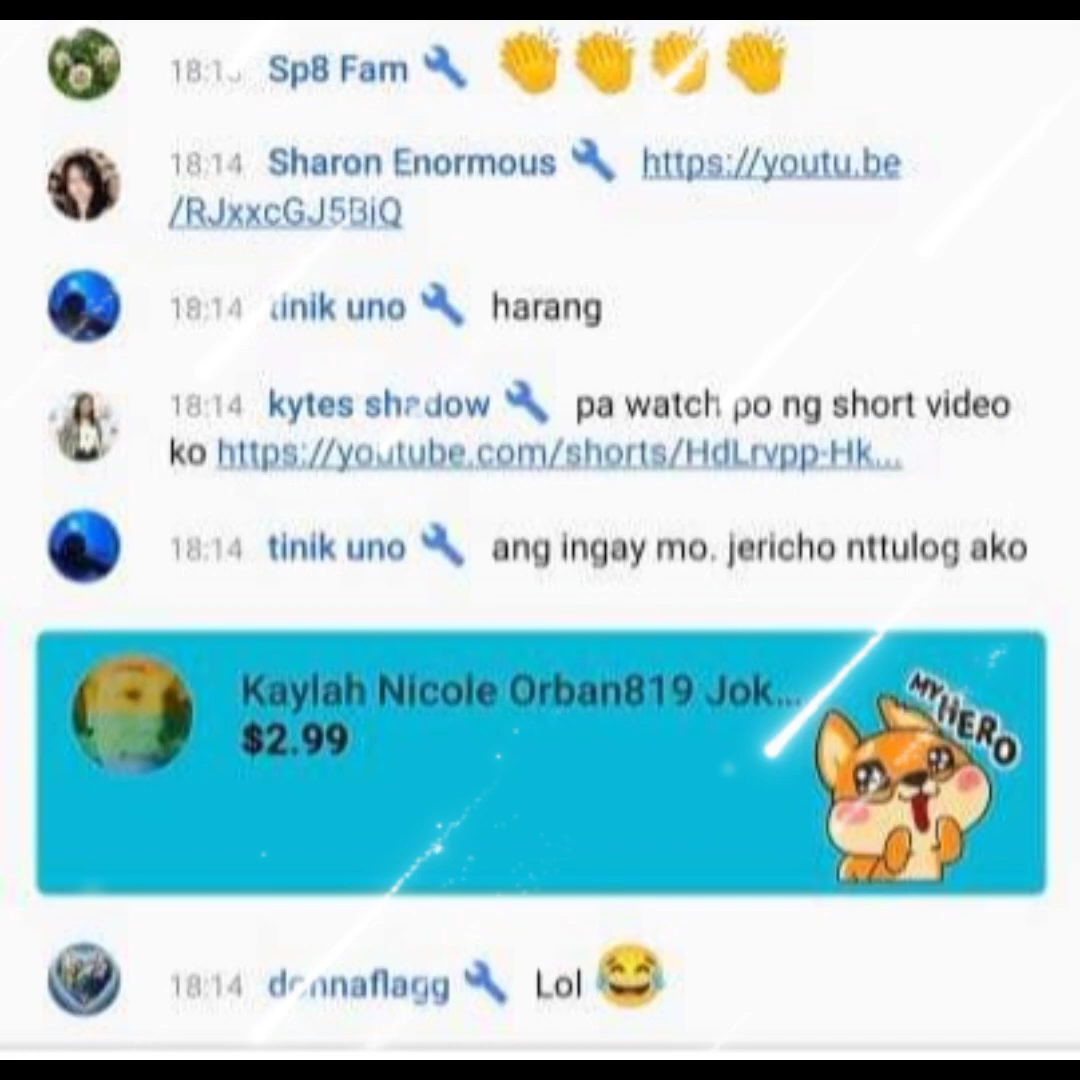 Sp8 Fam 🔧 👏👏👏👏
18:14 Sharon Enormous 🔧 https://youtu.be
/RJxxcGJ5BiQ
18:14 tinik uno 🔧 harang
18:14 kytes shadow 🔧 pa watch po ng short video
ko https://youtube.com/shorts/HdLrvpp-Hk...
18:14 tinik uno 🔧 ang ingay mo. jericho nttulog ako
Kaylah Nicole Orban819 Jok...
$2.99
MY HERO
18:14 donnaflagg 🔧 Lol 😂